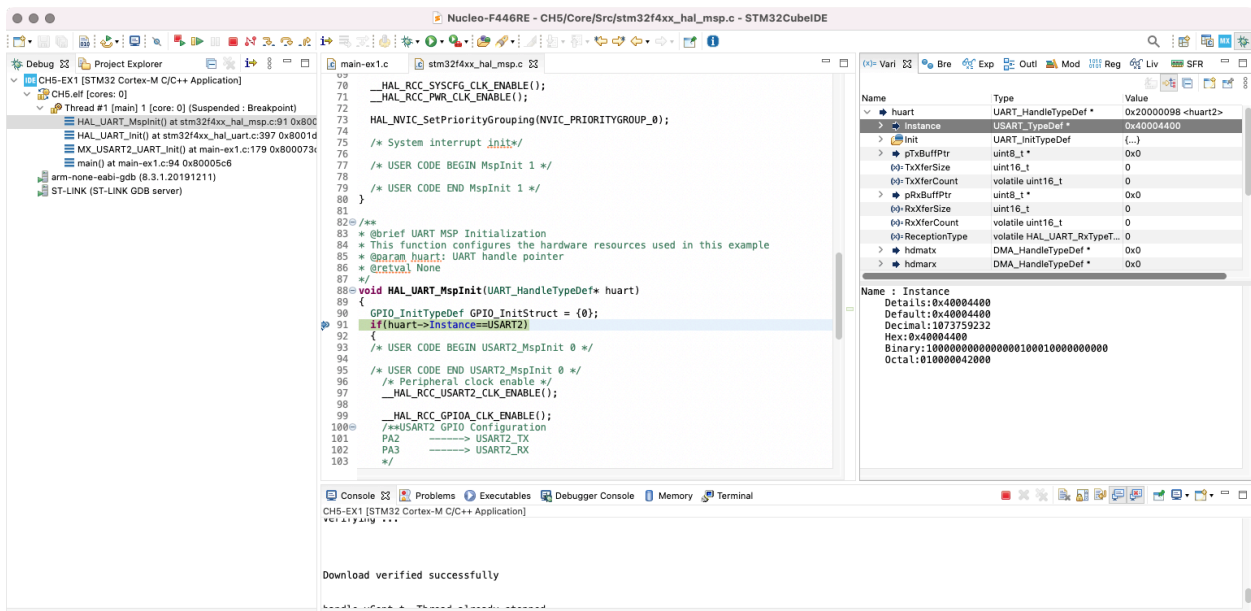 Nucleo-F446RE - CH5/Core/Src/stm32f4xx_hal_msp.c - STM32CubeIDE
Debug
Project Explorer
CH5-EX1 [STM32 Cortex-M C/C++ Application]
CH5.elf [cores: 0]
Thread #1 [main] 1 [core: 0] (Suspended : Breakpoint)
HAL_UART_MspInit() at stm32f4xx_hal_msp.c:91 0x800
HAL_UART_Init() at stm32f4xx_hal_uart.c:397 0x8001d
MX_USART2_UART_Init() at main-ex1.c:179 0x800073c
main() at main-ex1.c:94 0x80005c6
arm-none-eabi-gdb (8.3.1.20191211)
ST-LINK (ST-LINK GDB server)
main-ex1.c
stm32f4xx_hal_msp.c
69
70 __HAL_RCC_SYSCFG_CLK_ENABLE();
71 __HAL_RCC_PWR_CLK_ENABLE();
72
73 HAL_NVIC_SetPriorityGrouping(NVIC_PRIORITYGROUP_0);
74
75 /* System interrupt init*/
76
77 /* USER CODE BEGIN MspInit 1 */
78
79 /* USER CODE END MspInit 1 */
80 }
81
82 /**
83 * @brief UART MSP Initialization
84 * This function configures the hardware resources used in this example
85 * @param huart: UART handle pointer
86 * @retval None
87 */
88 void HAL_UART_MspInit(UART_HandleTypeDef* huart)
89 {
90 GPIO_InitTypeDef GPIO_InitStruct = {0};
91 if(huart->Instance==USART2)
92 {
93 /* USER CODE BEGIN USART2_MspInit 0 */
94
95 /* USER CODE END USART2_MspInit 0 */
96 /* Peripheral clock enable */
97 __HAL_RCC_USART2_CLK_ENABLE();
98
99 __HAL_RCC_GPIOA_CLK_ENABLE();
100 /**USART2 GPIO Configuration
101 PA2 ------> USART2_TX
102 PA3 ------> USART2_RX
103 */
(x)= Vari
Bre
Exp
Outl
Mod
Reg
Liv
SFR
Name Type Value
huart UART_HandleTypeDef * 0x20000098 <huart2>
Instance USART_TypeDef * 0x40004400
Init UART_InitTypeDef {...}
pTxBuffPtr uint8_t * 0x0
(x)= TxXferSize uint16_t 0
(x)= TxXferCount volatile uint16_t 0
pRxBuffPtr uint8_t * 0x0
(x)= RxXferSize uint16_t 0
(x)= RxXferCount volatile uint16_t 0
(x)= ReceptionType volatile HAL_UART_RxTypeT... 0
hdmatx DMA_HandleTypeDef * 0x0
hdmarx DMA_HandleTypeDef * 0x0
Name : Instance
Details:0x40004400
Default:0x40004400
Decimal:1073759232
Hex:0x40004400
Binary:1000000000000000100010000000000
Octal:010000042000
Console
Problems
Executables
Debugger Console
Memory
Terminal
CH5-EX1 [STM32 Cortex-M C/C++ Application]
Verifying ...
Download verified successfully